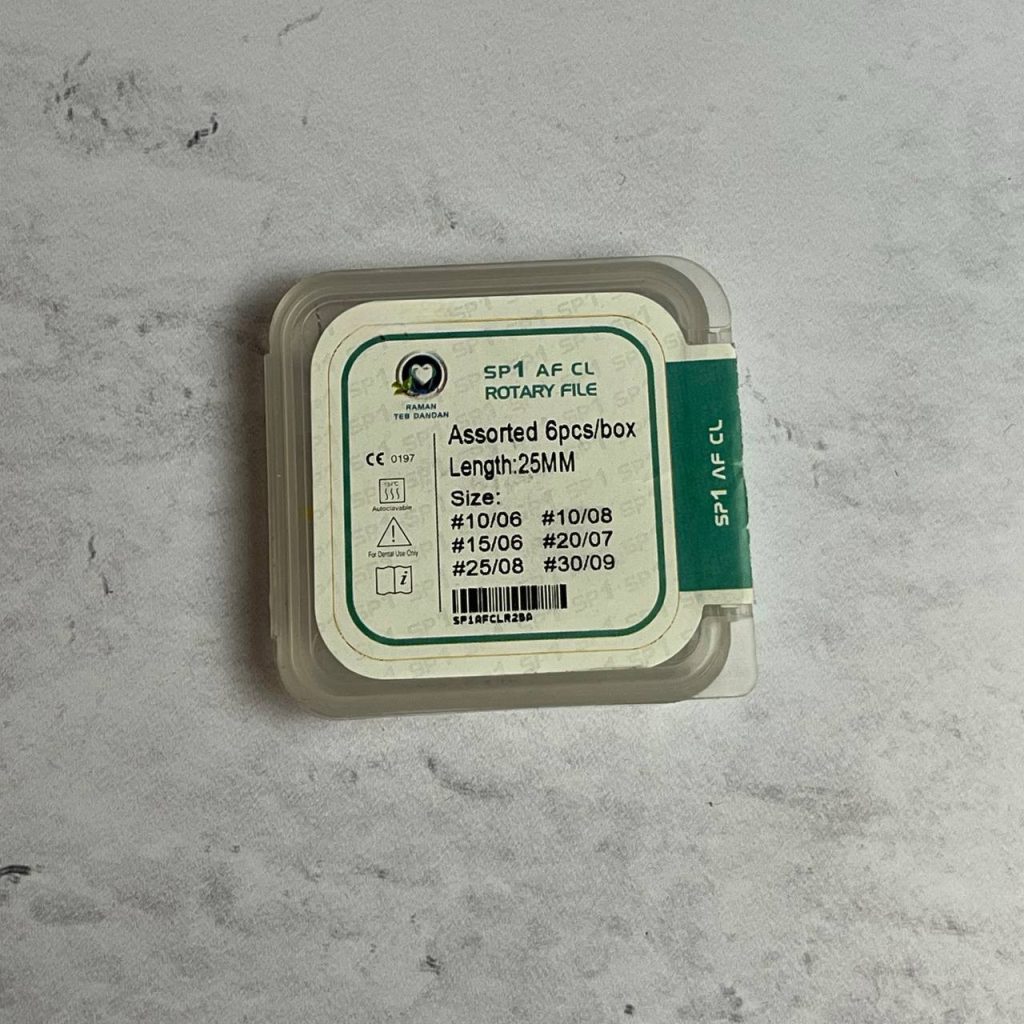 RAMAN
TEB DANDAN
SP1 AF CL
ROTARY FILE
Assorted 6pcs/box
Length:25MM
Size:
#10/06 #10/08
#15/06 #20/07
#25/08 #30/09
CE 0197
Autoclavable
For Dental Use Only
SP1 AF CL